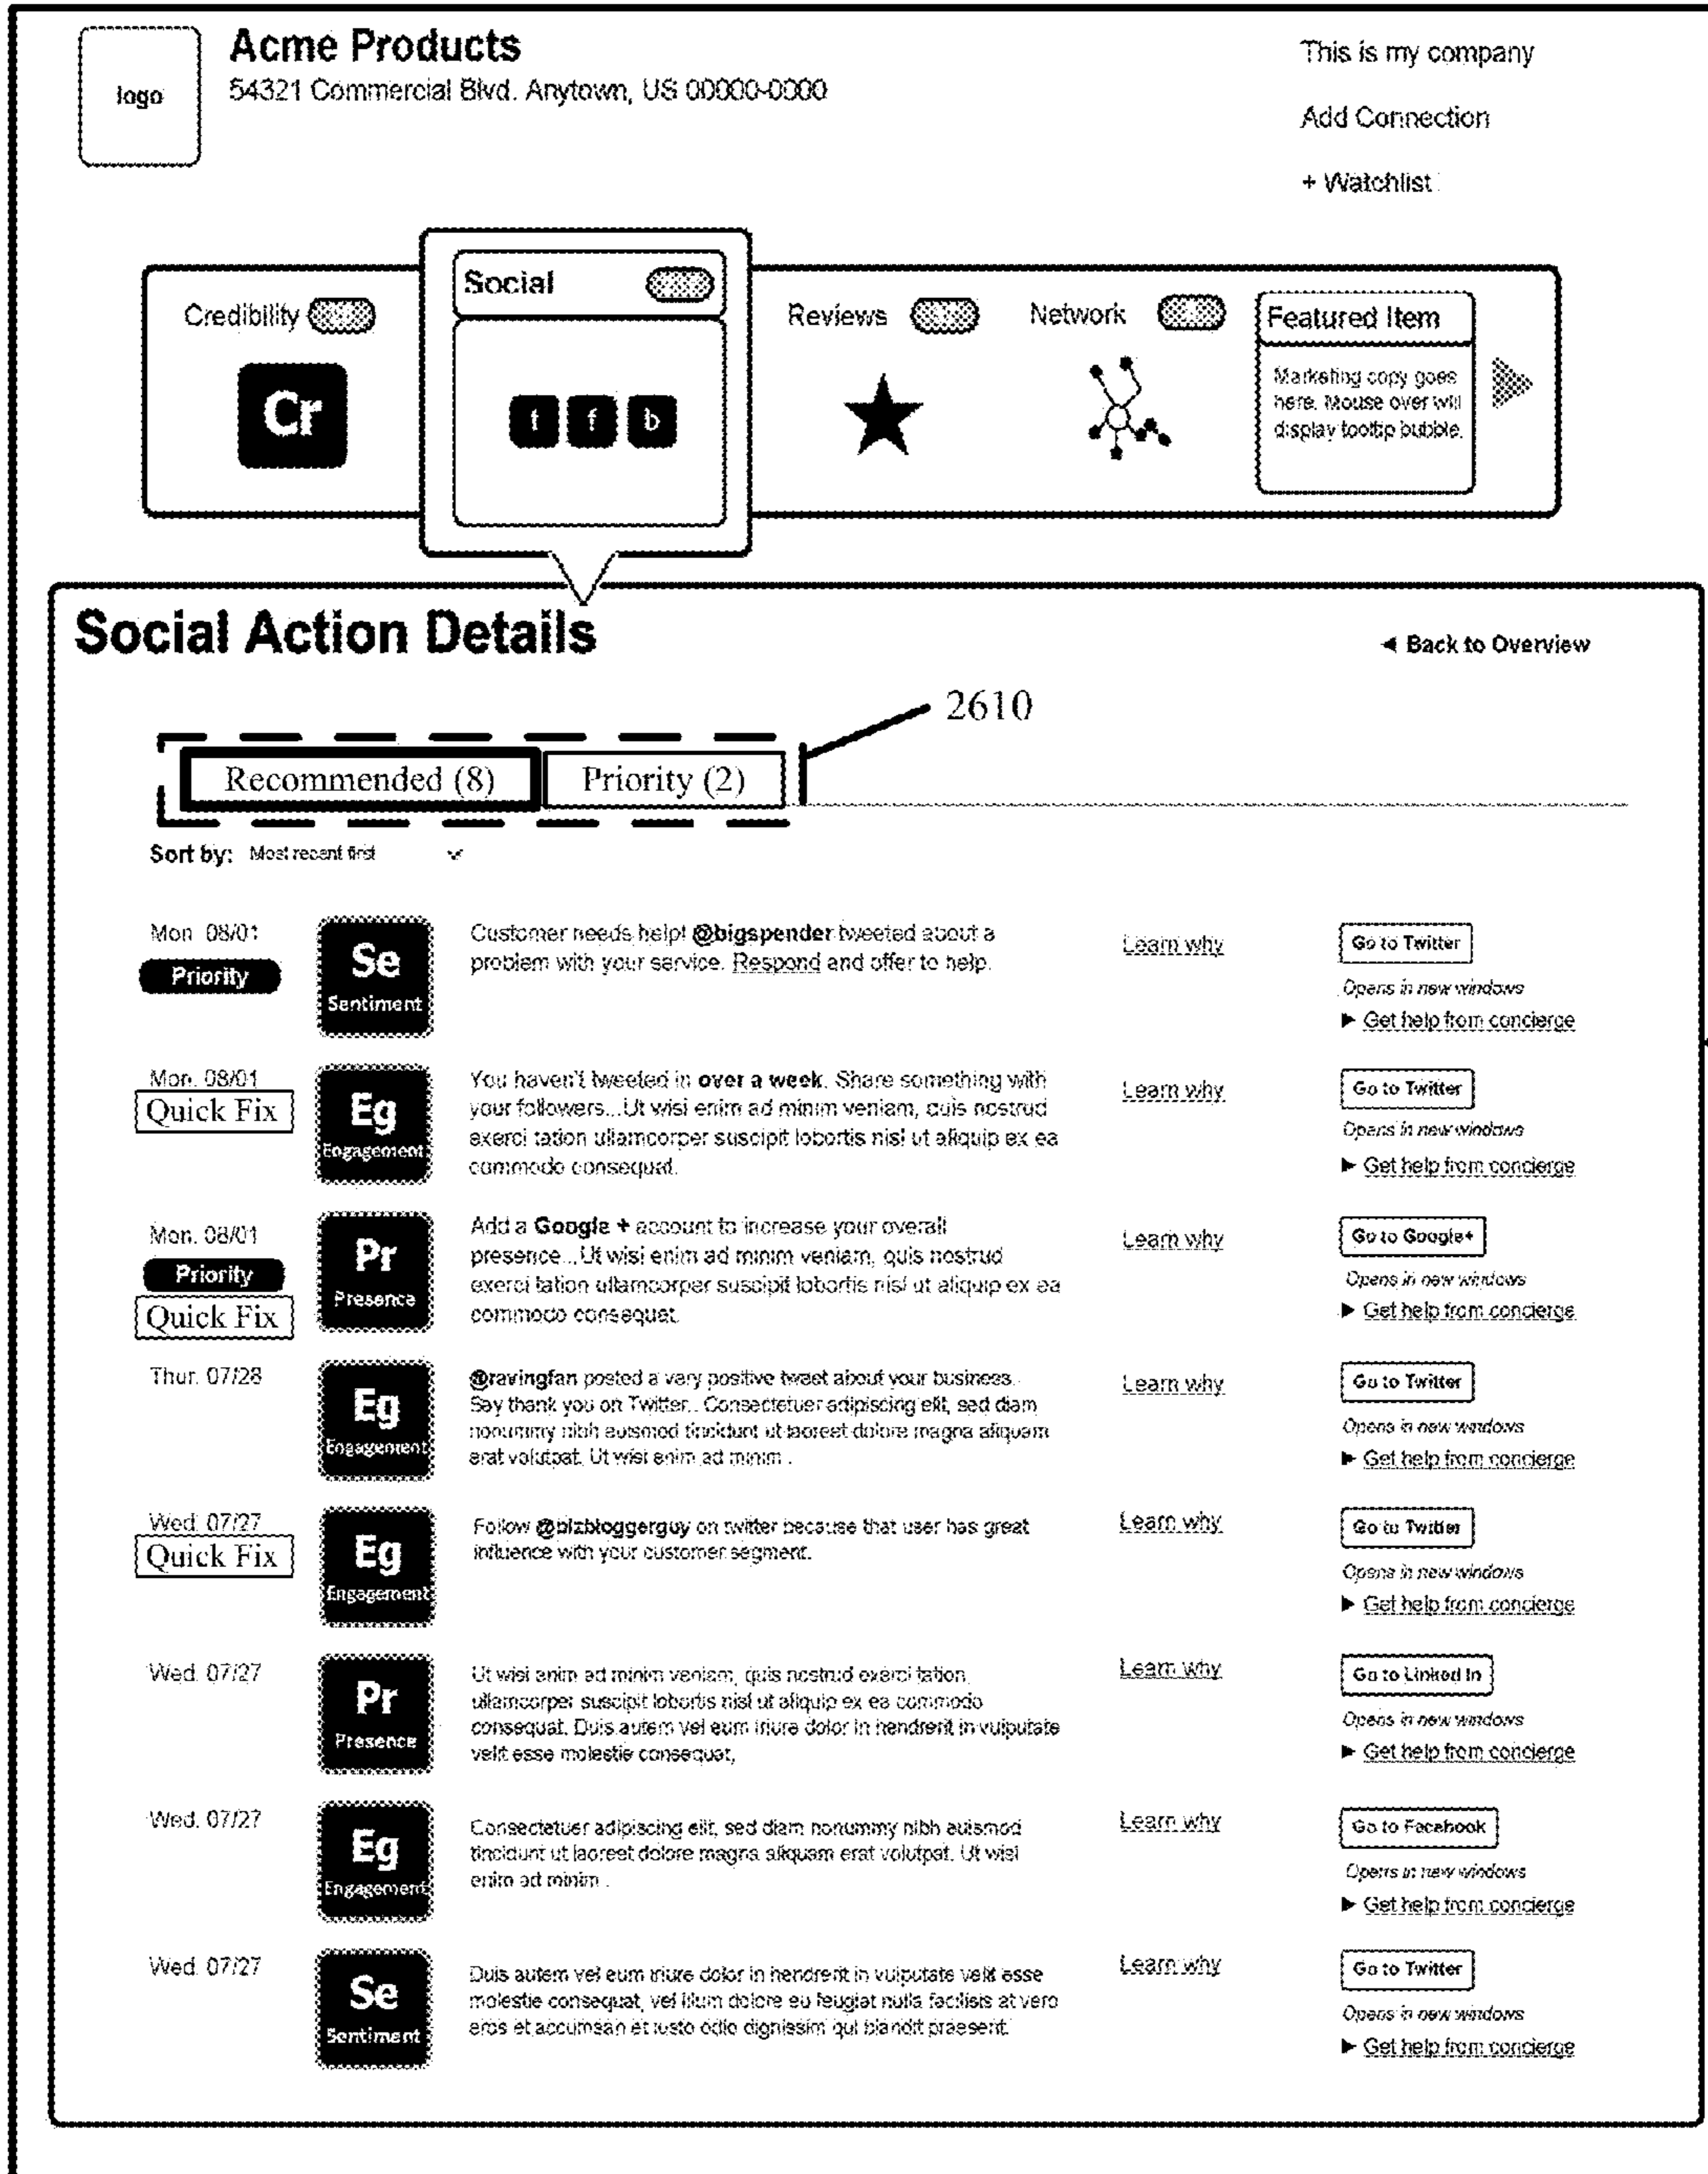 Acme Products
54321 Commercial Blvd. Anytown, US 00000-0000
logo
This is my company
Add Connection
+ Watchlist
Credibility
Social
Reviews
Network
Featured Item
Cr
t f b
Marketing copy goes
here. Mouse over will
display tooltip bubble.
Social Action Details
◄ Back to Overview
2610
Recommended (8) Priority (2)
Sort by: Most recent first
Mon 08/01
Priority
Se
Sentiment
Customer needs help! @bigspender tweeted about a
problem with your service. Respond and offer to help.
Learn why
Go to Twitter
Opens in new windows
► Get help from concierge
Mon. 08/01
Quick Fix
Eg
Engagement
You haven't tweeted in over a week. Share something with
your followers...Ut wisi enim ad minim veniam, quis nostrud
exerci tation ullamcorper suscipit lobortis nisl ut aliquip ex ea
commodo consequat.
Learn why
Go to Twitter
Opens in new windows
► Get help from concierge
Mon. 08/01
Priority
Quick Fix
Pr
Presence
Add a Google + account to increase your overall
presence...Ut wisi enim ad minim veniam, quis nostrud
exerci tation ullamcorper suscipit lobortis nisl ut aliquip ex ea
commodo consequat.
Learn why
Go to Google+
Opens in new windows
► Get help from concierge
Thur. 07/28
Eg
Engagement
@ravingfan posted a very positive tweet about your business.
Say thank you on Twitter.. Consectetuer adipiscing elit, sed diam
nonummy nibh euismod tincidunt ut laoreet dolore magna aliquam
erat volutpat. Ut wisi enim ad minim .
Learn why
Go to Twitter
Opens in new windows
► Get help from concierge
Wed. 07/27
Quick Fix
Eg
Engagement
Follow @bizbloggerguy on twitter because that user has great
influence with your customer segment.
Learn why
Go to Twitter
Opens in new windows
► Get help from concierge
Wed. 07/27
Pr
Presence
Ut wisi enim ad minim veniam, quis nostrud exerci tation
ullamcorper suscipit lobortis nisl ut aliquip ex ea commodo
consequat. Duis autem vel eum iriure dolor in hendrerit in vulputate
velit esse molestie consequat,
Learn why
Go to Linked In
Opens in new windows
► Get help from concierge
Wed. 07/27
Eg
Engagement
Consectetuer adipiscing elit, sed diam nonummy nibh euismod
tincidunt ut laoreet dolore magna aliquam erat volutpat. Ut wisi
enim ad minim .
Learn why
Go to Facebook
Opens in new windows
► Get help from concierge
Wed. 07/27
Se
Sentiment
Duis autem vel eum iriure dolor in hendrerit in vulputate velit esse
molestie consequat, vel illum dolore eu feugiat nulla facilisis at vero
eros et accumsan et iusto odio dignissim qui blandit praesent.
Learn why
Go to Twitter
Opens in new windows
► Get help from concierge